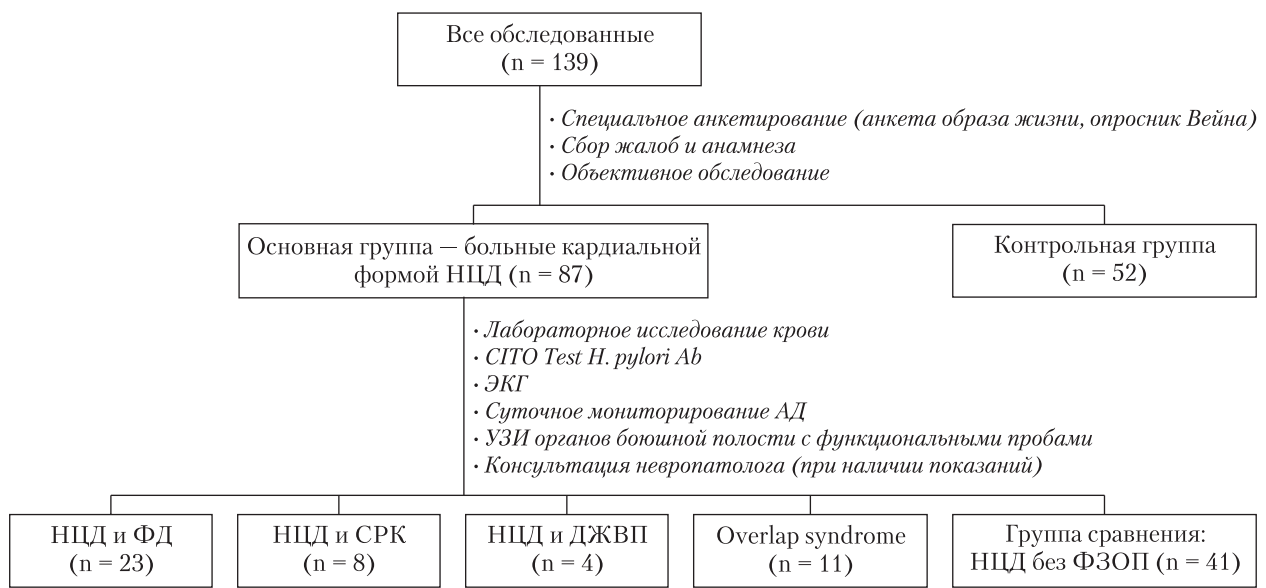 Все обследованные
(n = 139)
· Специальное анкетирование (анкета образа жизни, опросник Вейна)
· Сбор жалоб и анамнеза
· Объективное обследование
Основная группа — больные кардиальной
формой НЦД (n = 87)
Контрольная группа
(n = 52)
· Лабораторное исследование крови
· CITO Test H. pylori Ab
· ЭКГ
· Суточное мониторирование АД
· УЗИ органов боюшной полости с функциональными пробами
· Консультация невропатолога (при наличии показаний)
НЦД и ФД
(n = 23)
НЦД и СРК
(n = 8)
НЦД и ДЖВП
(n = 4)
Overlap syndrome
(n = 11)
Группа сравнения:
НЦД без ФЗОП (n = 41)